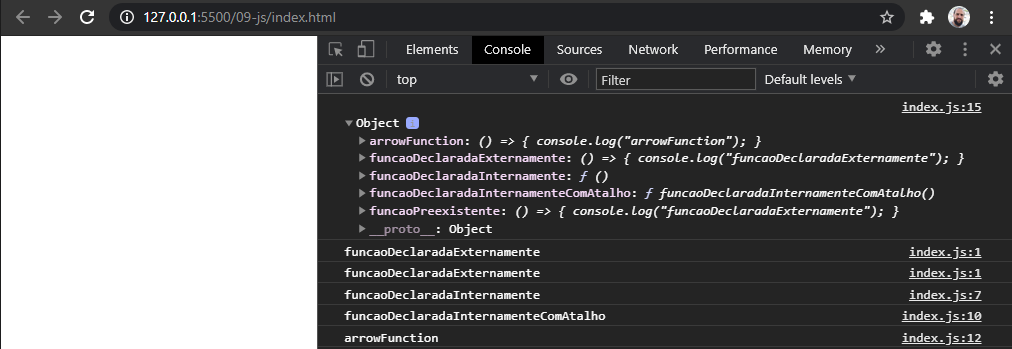 127.0.0.1:5500/09-js/index.html
Elements Console Sources Network Performance Memory »
top Filter Default levels
index.js:15
Object i
arrowFunction: () => { console.log("arrowFunction"); }
funcaoDeclaradaExternamente: () => { console.log("funcaoDeclaradaExternamente"); }
funcaoDeclaradaInternamente: ƒ ()
funcaoDeclaradaInternamenteComAtalho: ƒ funcaoDeclaradaInternamenteComAtalho()
funcaoPreexistente: () => { console.log("funcaoDeclaradaExternamente"); }
__proto__: Object
funcaoDeclaradaExternamente index.js:1
funcaoDeclaradaExternamente index.js:1
funcaoDeclaradaInternamente index.js:7
funcaoDeclaradaInternamenteComAtalho index.js:10
arrowFunction index.js:12